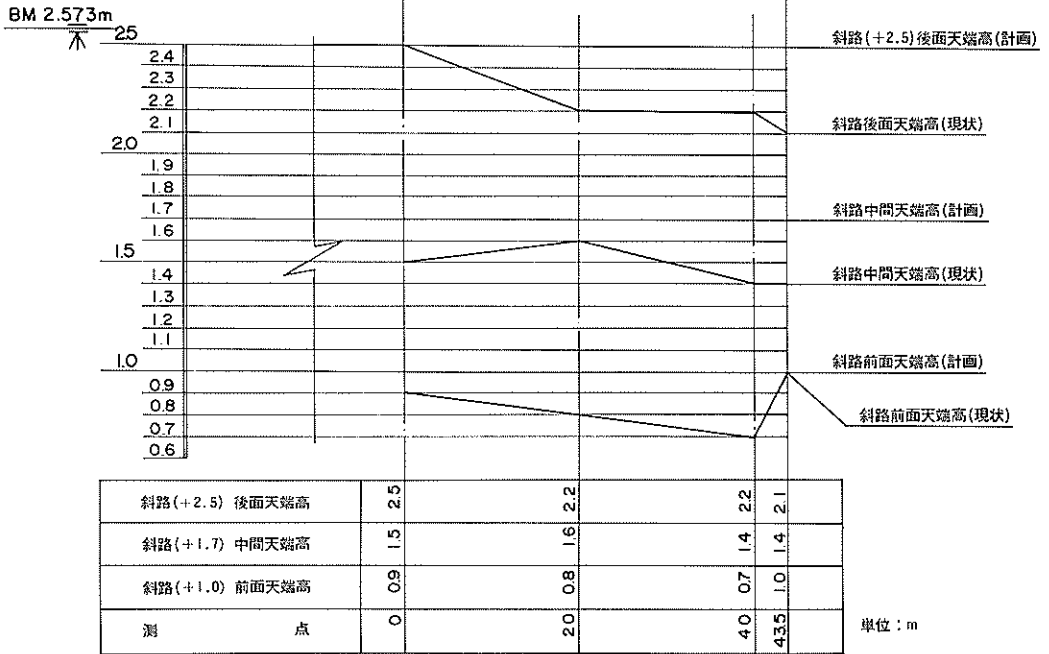 BM 2.573m
2.5
2.4
2.3
2.2
2.1
2.0
1.9
1.8
1.7
1.6
1.5
1.4
1.3
1.2
1.1
1.0
0.9
0.8
0.7
0.6
斜路(+2.5)後面天端高(計画)
斜路後面天端高(現状)
斜路中間天端高(計画)
斜路中間天端高(現状)
斜路前面天端高(計画)
斜路前面天端高(現状)
斜路(+2.5) 後面天端高 2.5 2.2 2.2 2.1
斜路(+1.7) 中間天端高 1.5 1.6 1.4 1.4
斜路(+1.0) 前面天端高 0.9 0.8 0.7 1.0
測 点 0 20 40 43.5
単位:m